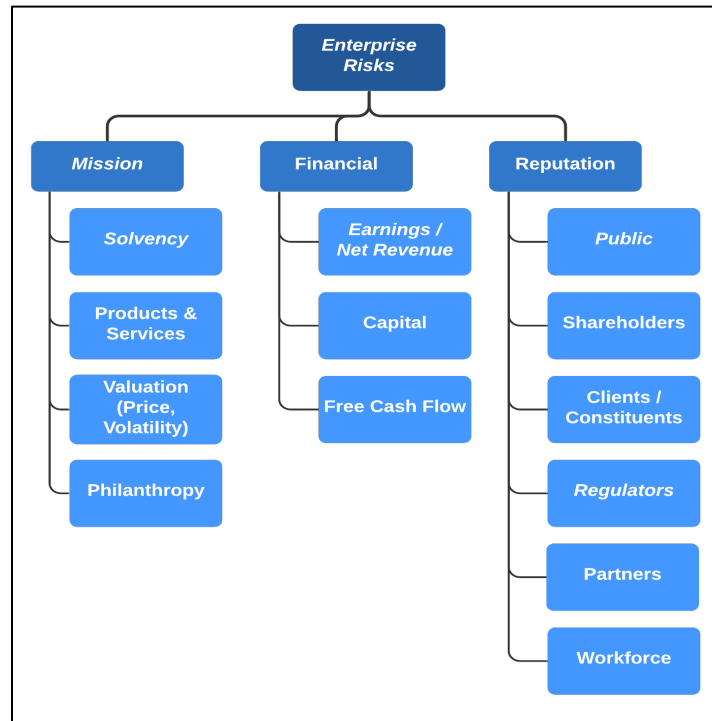 Enterprise
Risks
Mission
Financial
Reputation
Solvency
Products &
Services
Valuation
(Price,
Volatility)
Philanthropy
Earnings /
Net Revenue
Capital
Free Cash Flow
Public
Shareholders
Clients /
Constituents
Regulators
Partners
Workforce